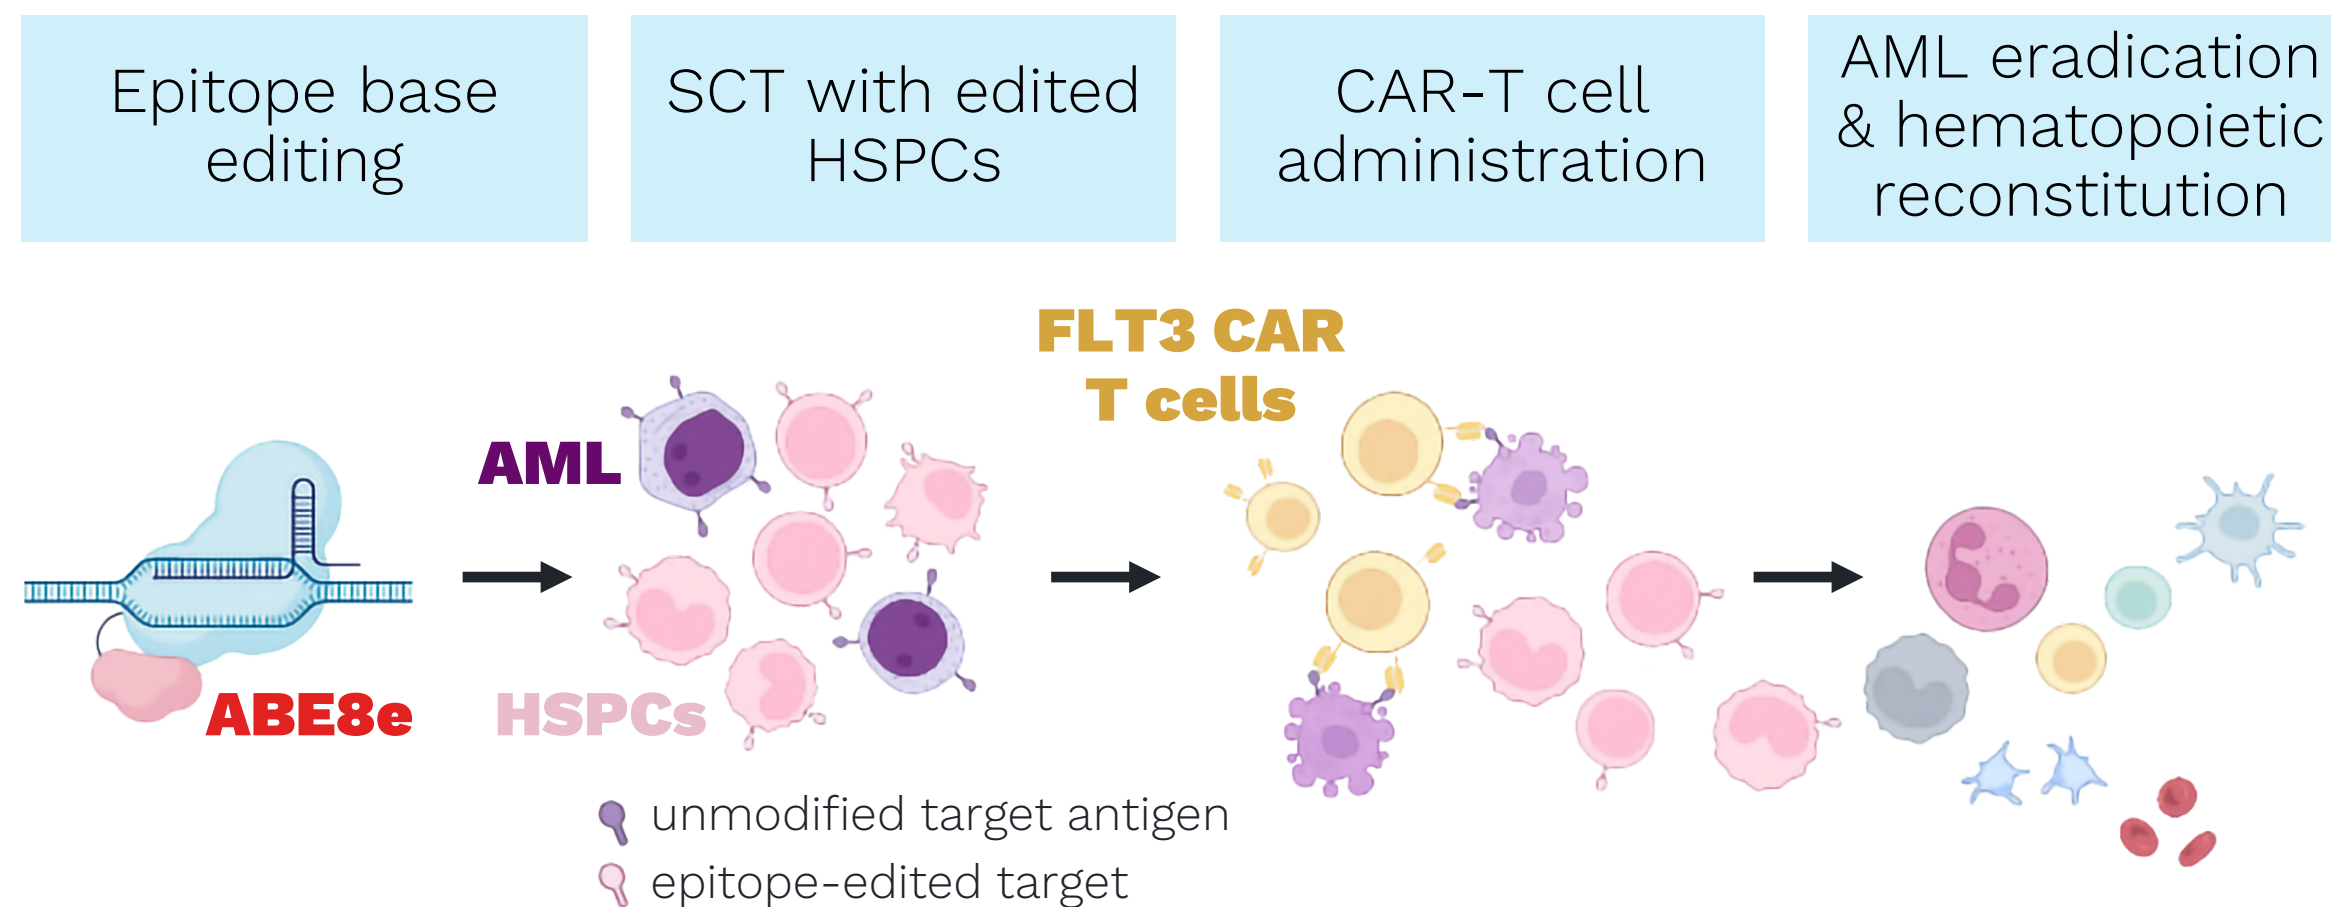 Epitope base
editing
SCT with edited
HSPCs
CAR-T cell
administration
AML eradication
& hematopoietic
reconstitution
FLT3 CAR
T cells
AML
ABE8e
HSPCs
unmodified target antigen
epitope-edited target